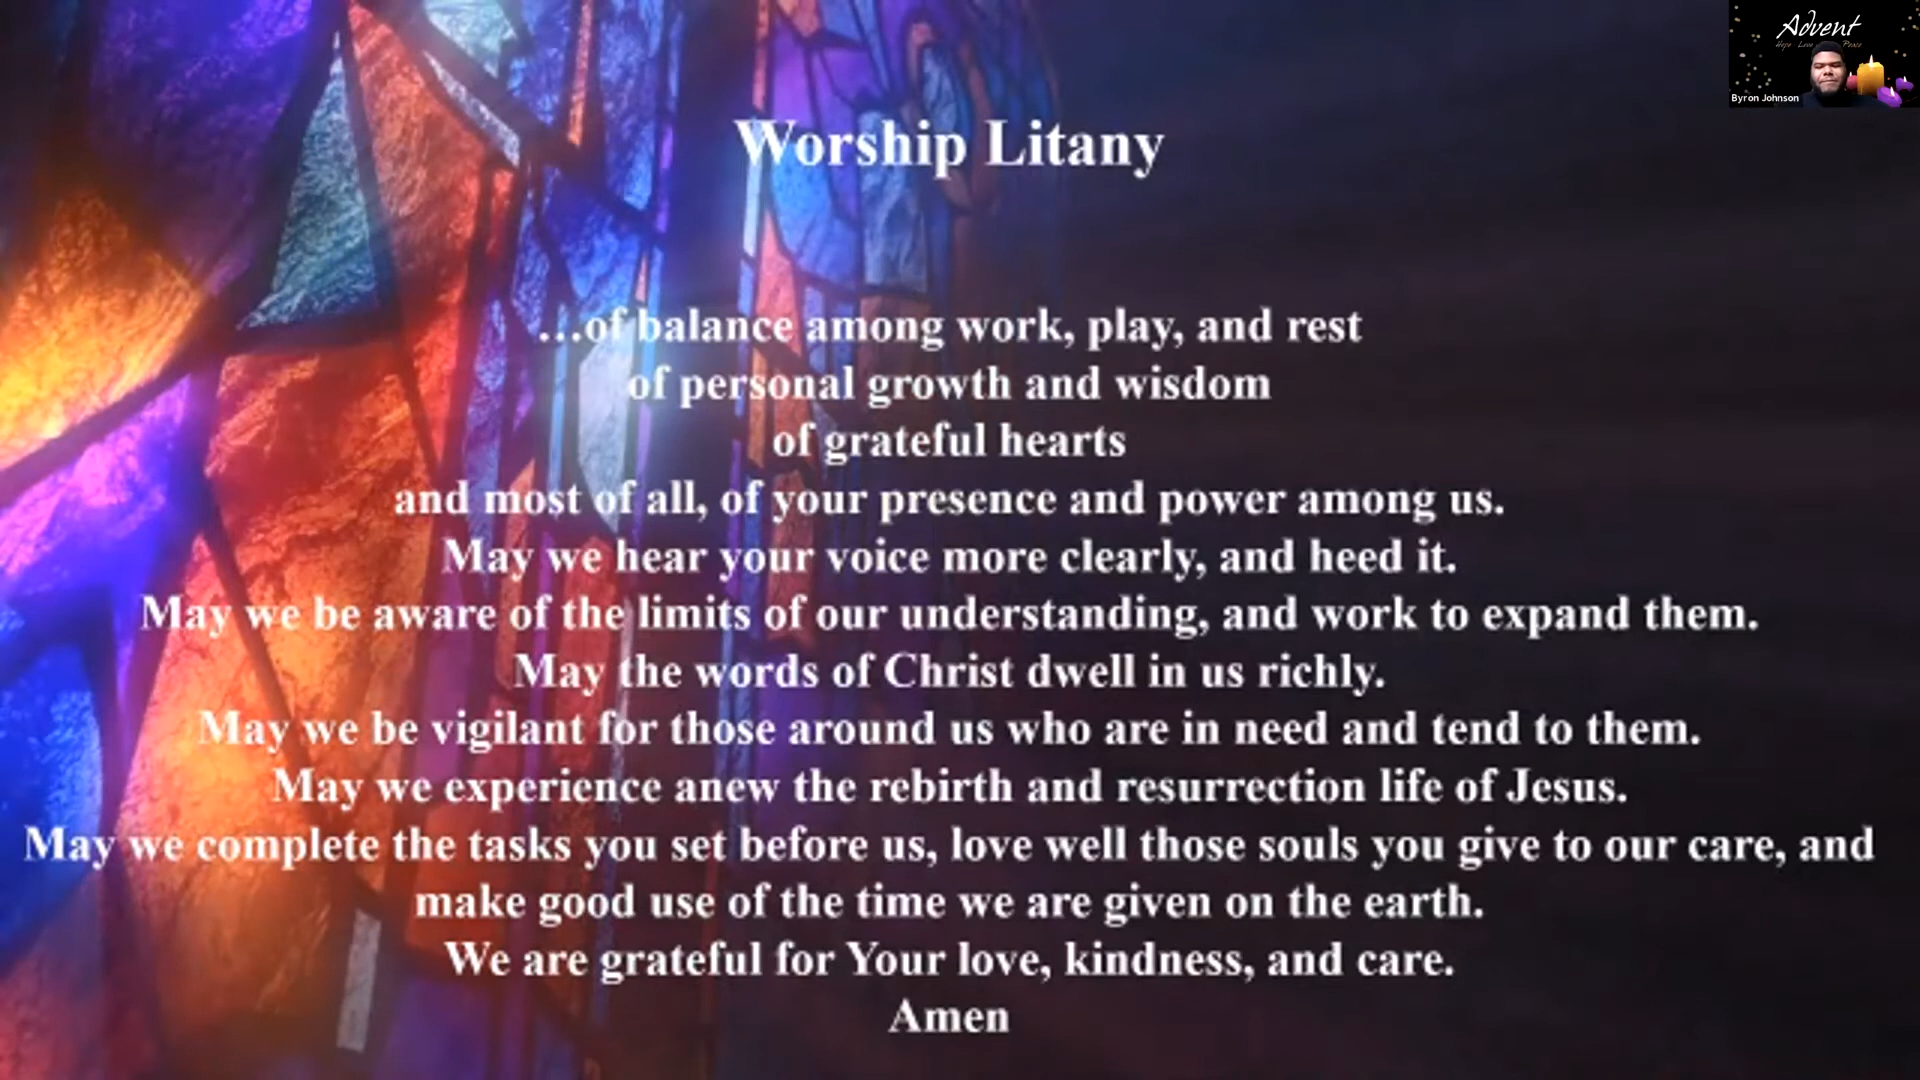 Advent
Hope Love Peace
Byron Johnson
Worship Litany
...of balance among work, play, and rest
of personal growth and wisdom
of grateful hearts
and most of all, of your presence and power among us.
May we hear your voice more clearly, and heed it.
May we be aware of the limits of our understanding, and work to expand them.
May the words of Christ dwell in us richly.
May we be vigilant for those around us who are in need and tend to them.
May we experience anew the rebirth and resurrection life of Jesus.
May we complete the tasks you set before us, love well those souls you give to our care, and
make good use of the time we are given on the earth.
We are grateful for Your love, kindness, and care.
Amen